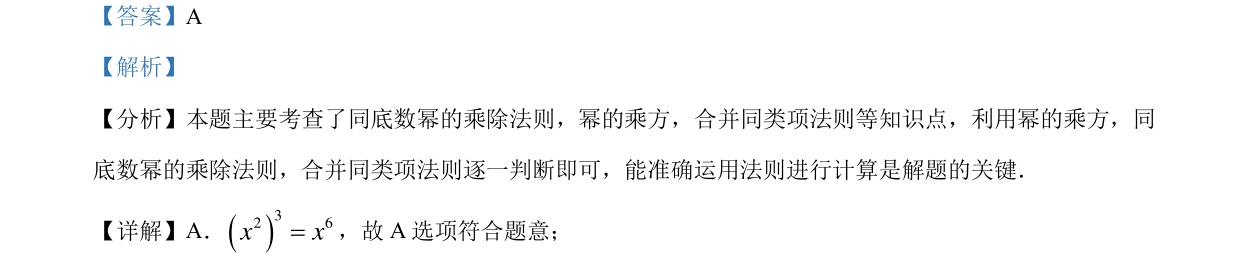 【答案】A
【解析】
【分析】本题主要考查了同底数幂的乘除法则，幂的乘方，合并同类项法则等知识点，利用幂的乘方，同
底数幂的乘除法则，合并同类项法则逐一判断即可，能准确运用法则进行计算是解题的关键．
【详解】A．(x²)³ = x⁶，故 A 选项符合题意；